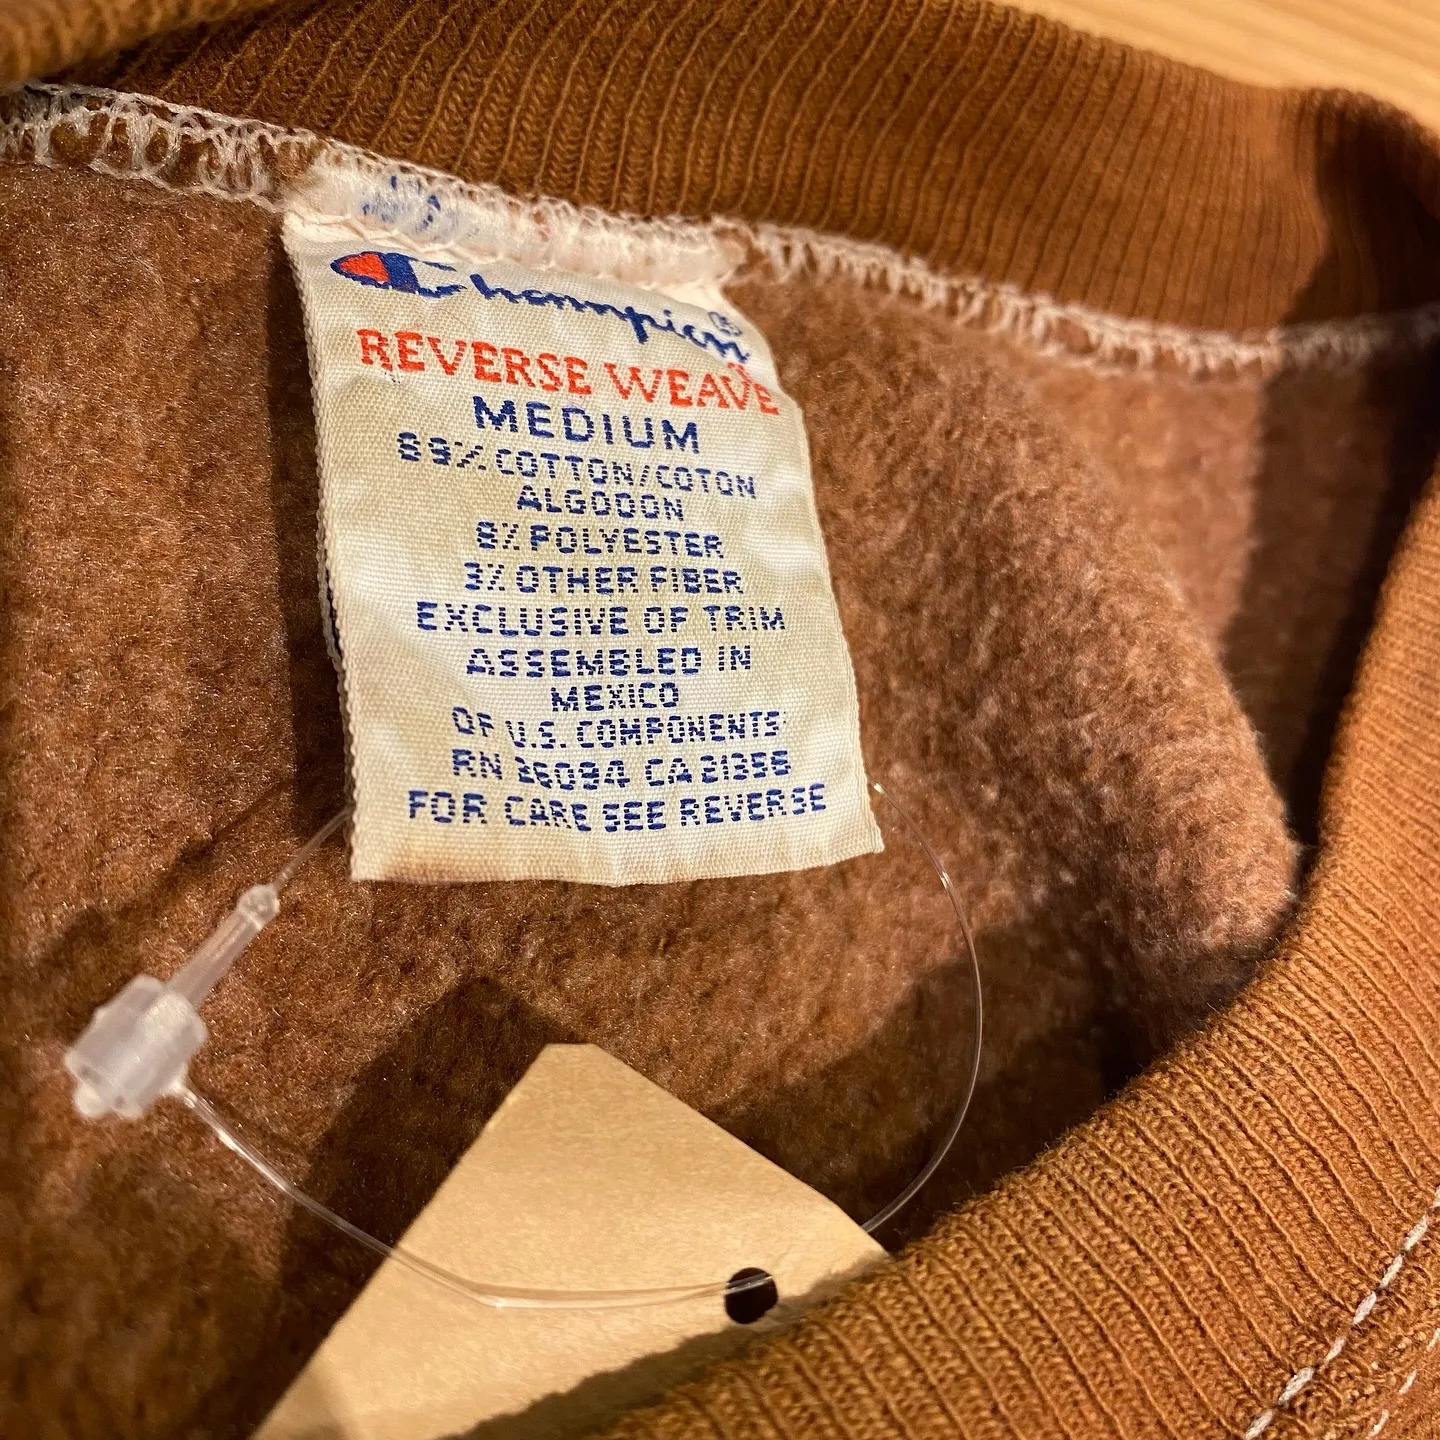 Champion®
REVERSE WEAVE
MEDIUM
89% COTTON/COTON
ALGODON
8% POLYESTER
3% OTHER FIBER
EXCLUSIVE OF TRIM
ASSEMBLED IN
MEXICO
OF U.S. COMPONENTS
RN 26094 CA 21356
FOR CARE SEE REVERSE